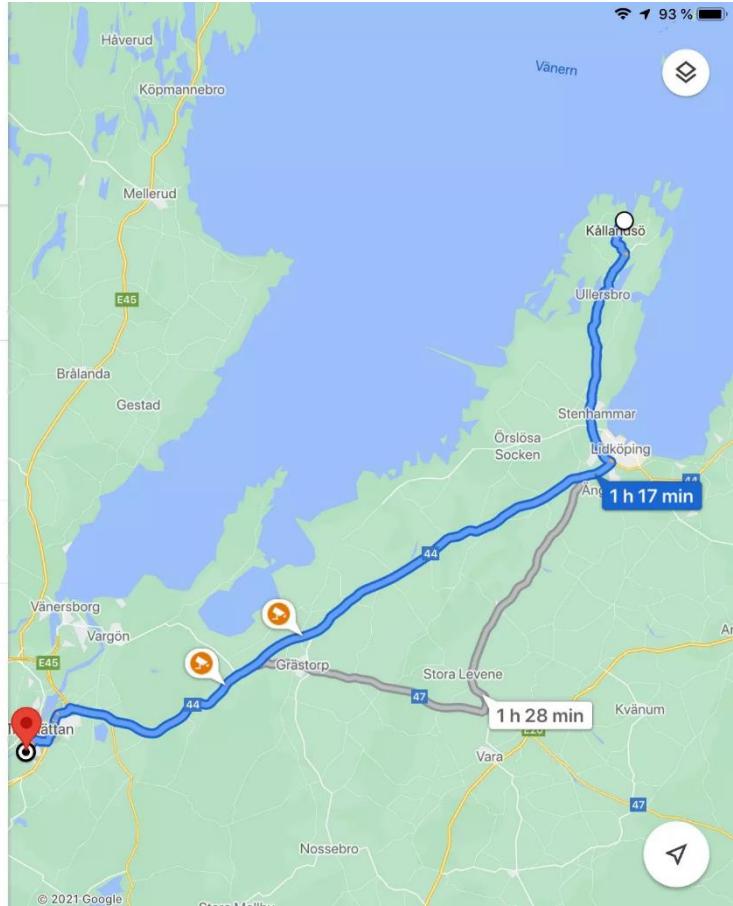 93 %
Håverud
Vänern
Köpmannebro
Mellerud
Kållandsö
E45
Ullersbro
Brålanda
Gestad
Stenhammar
Örslösa
Socken
Lidköping
44
1 h 17 min
44
Vänersborg
Vargön
E45
Grästorp
Stora Levene
44
47
1 h 28 min
Kvänum
E20
Vara
47
Nossebro
© 2021 Google